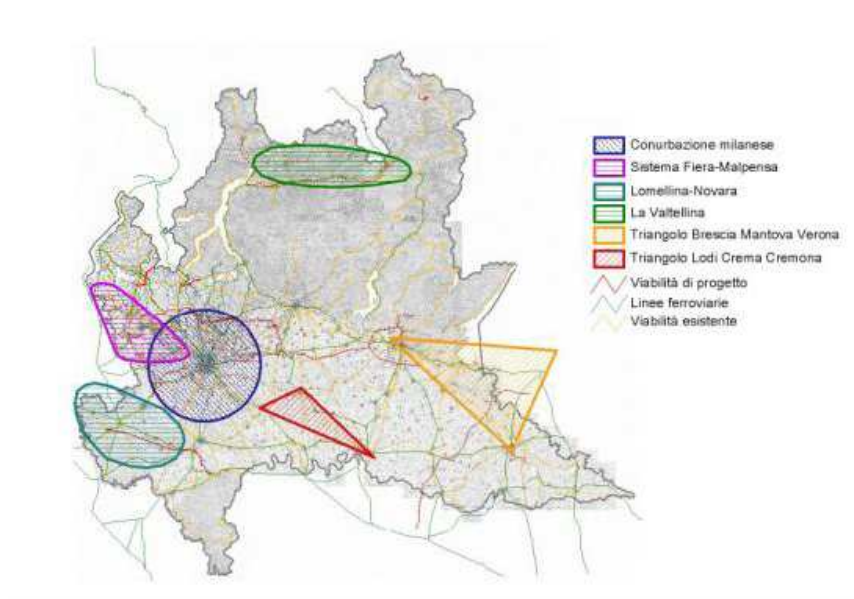 Conurbazione milanese
Sistema Fiera-Malpensa
Lomellina-Novara
La Valtellina
Triangolo Brescia Mantova Verona
Triangolo Lodi Crema Cremona
Viabilità di progetto
Linee ferroviarie
Viabilità esistente